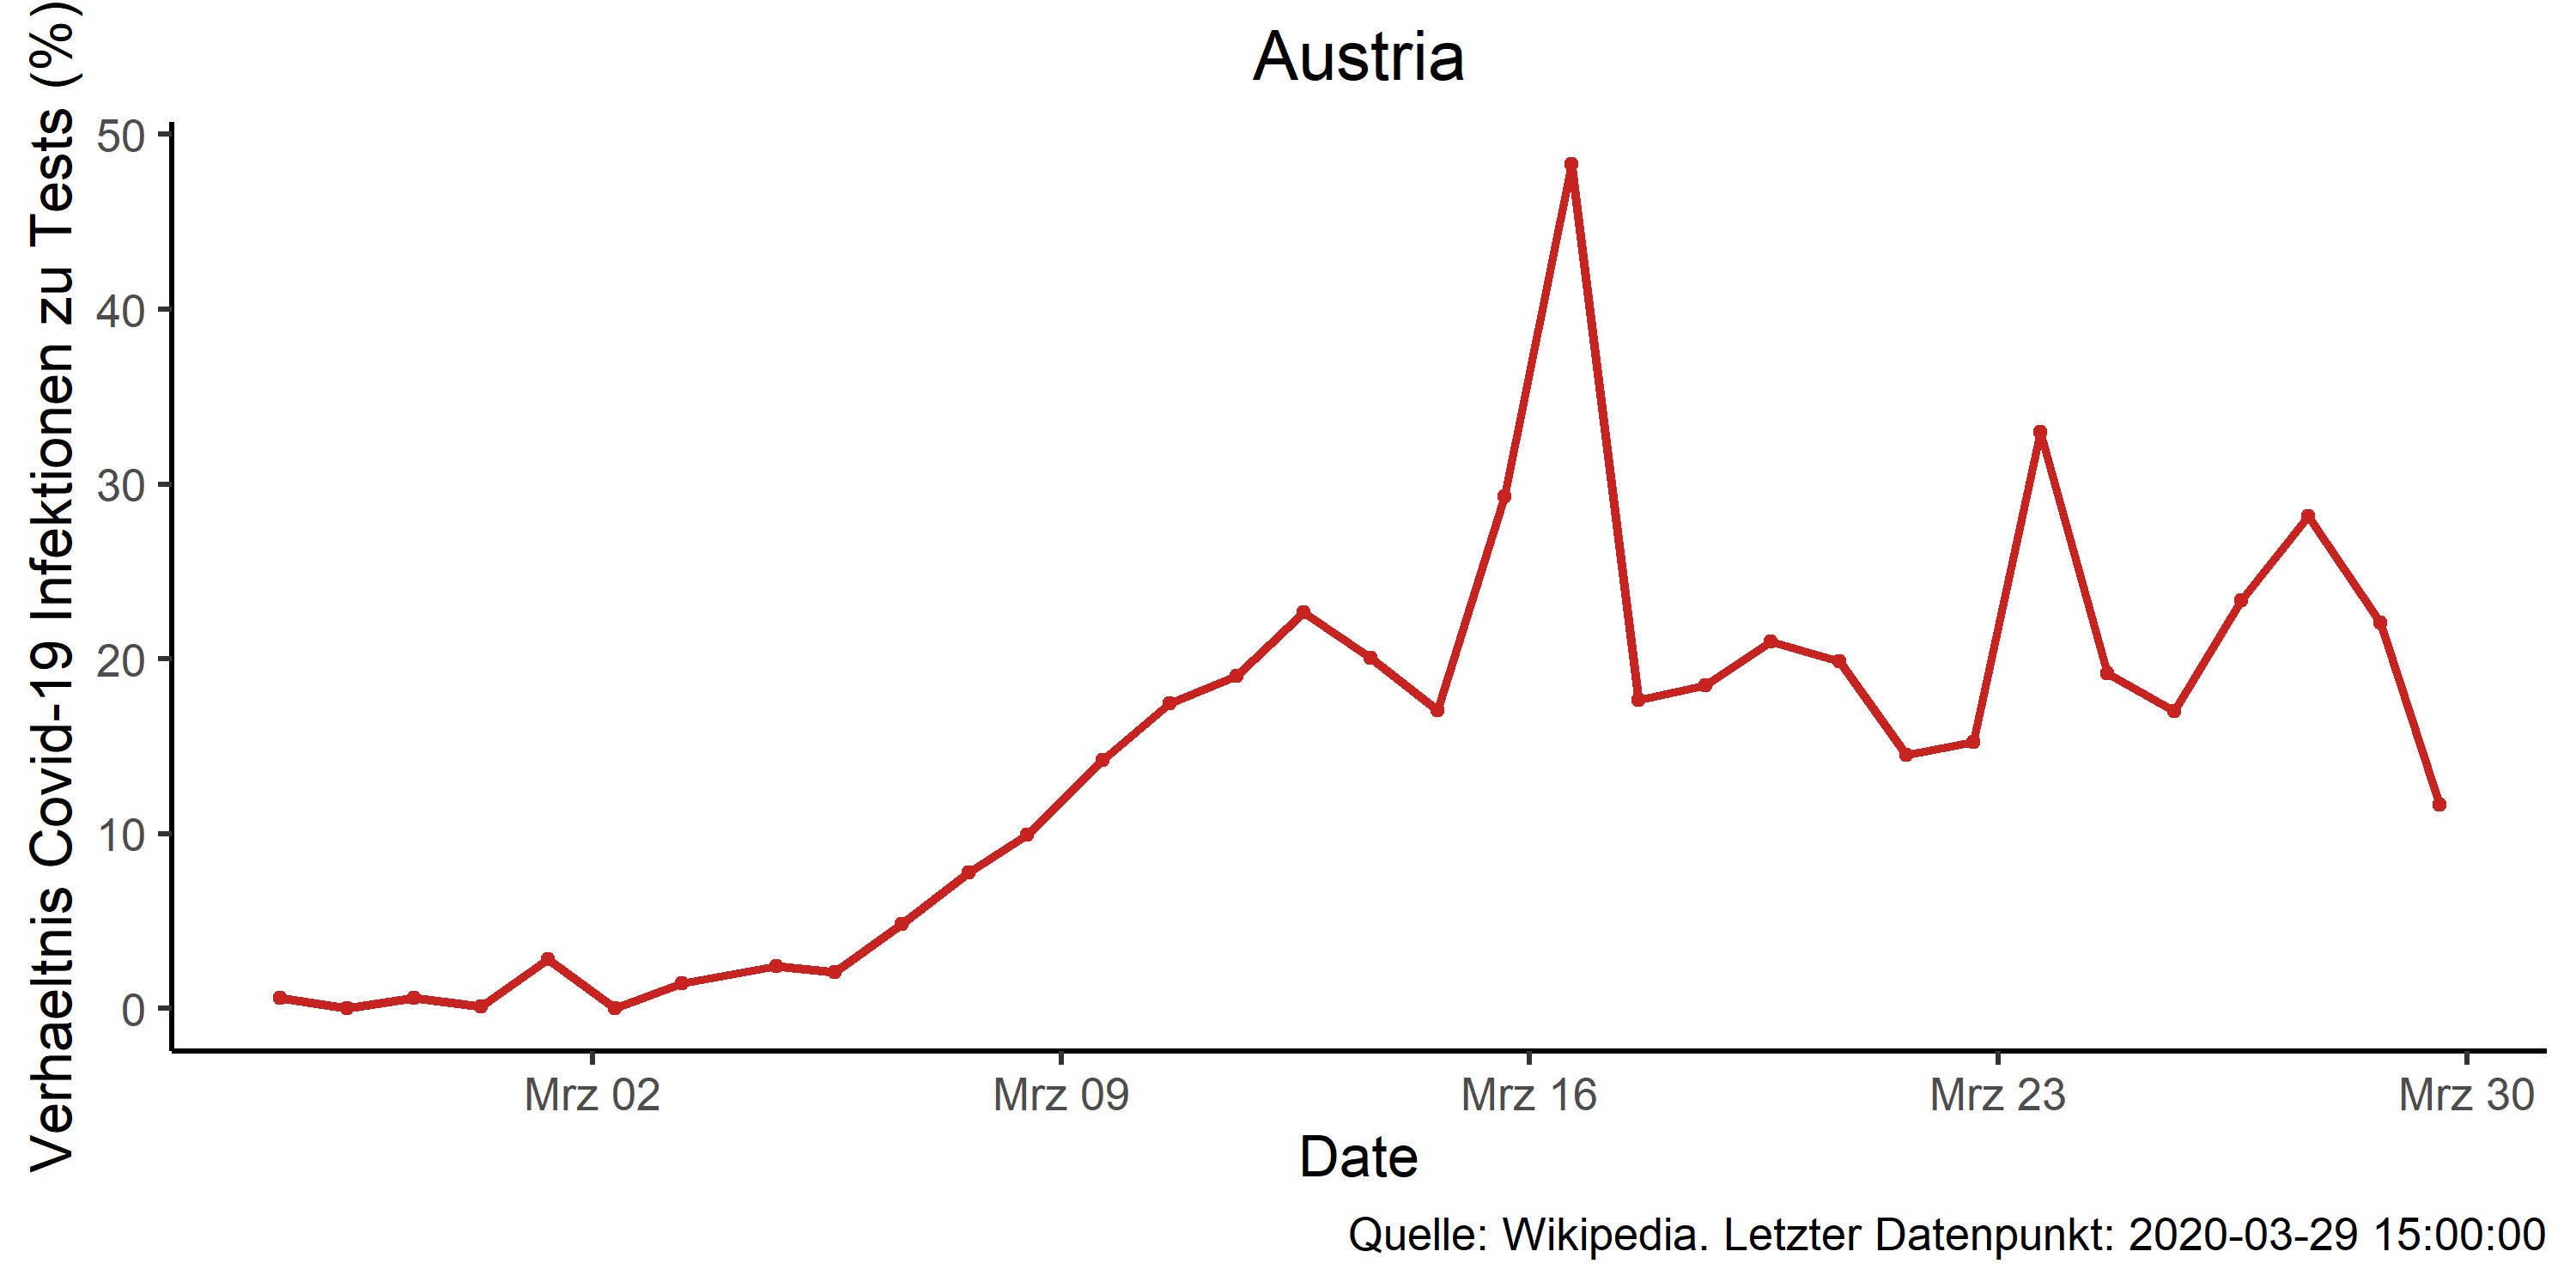 Austria
Verhaeltnis Covid-19 Infektionen zu Tests (%)
50
40
30
20
10
0
Mrz 02 Mrz 09 Mrz 16 Mrz 23 Mrz 30
Date
Quelle: Wikipedia. Letzter Datenpunkt: 2020-03-29 15:00:00